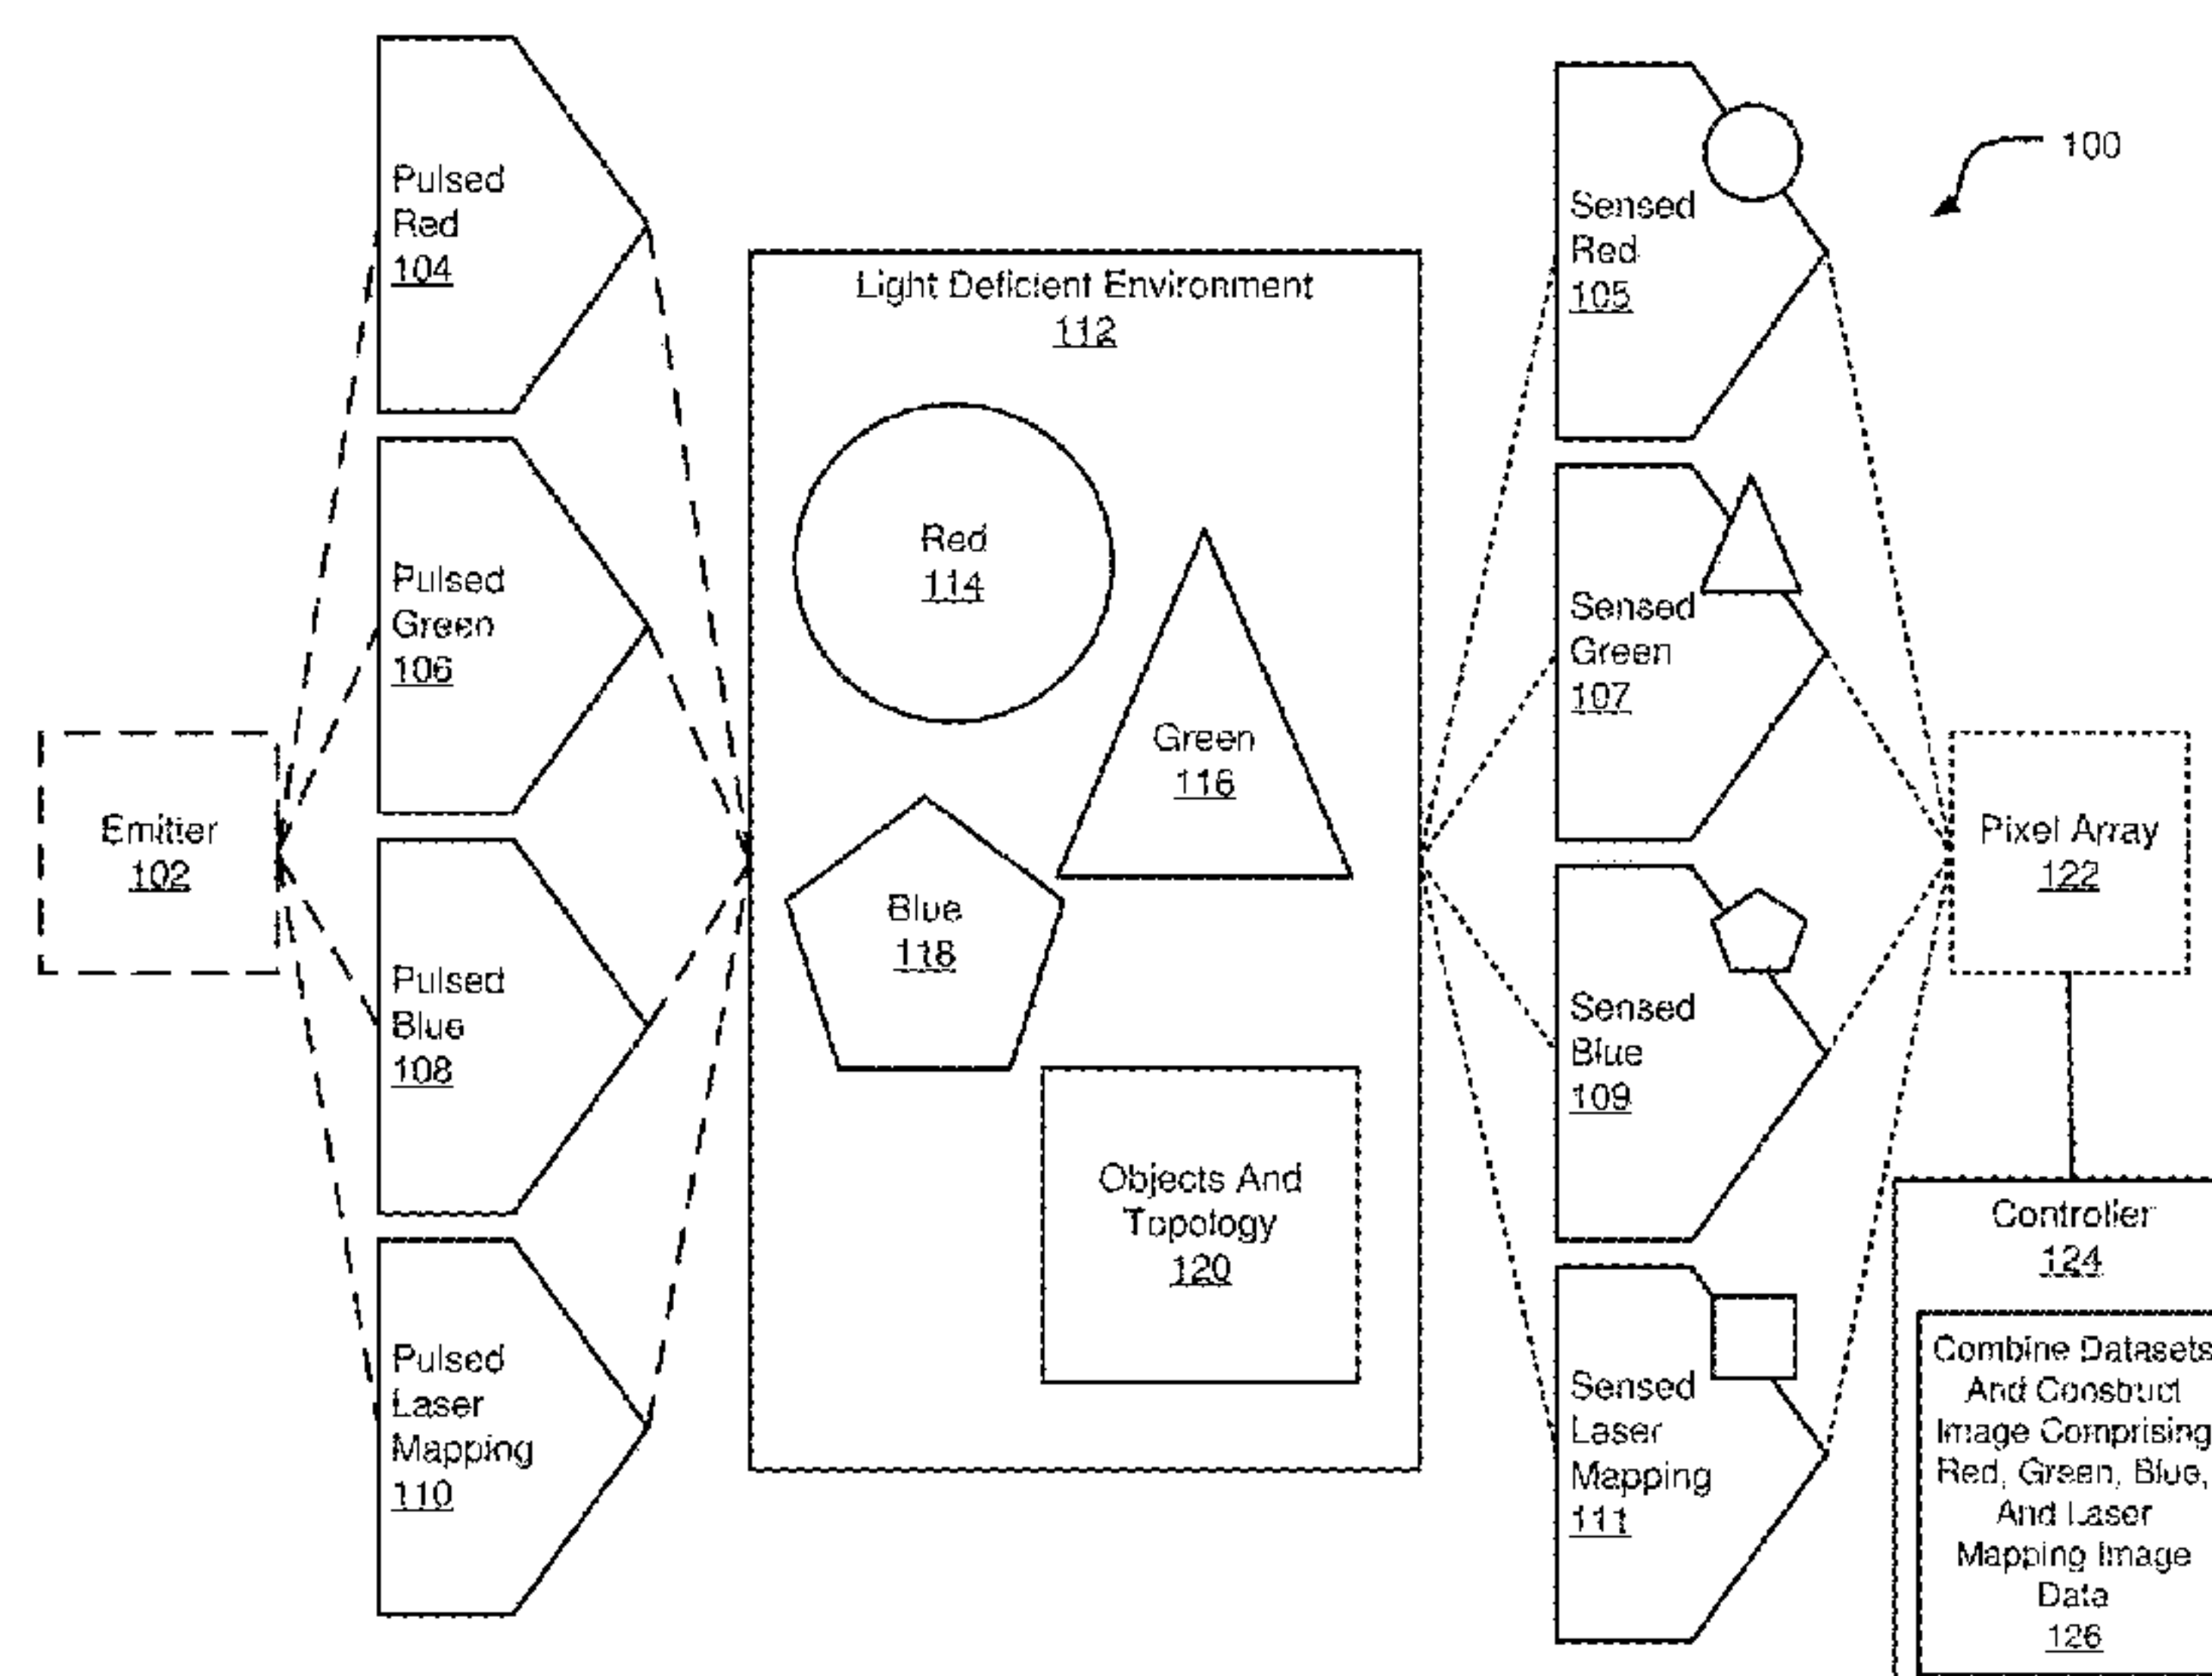 Pulsed
Red
104
Pulsed
Green
106
Emitter
102
Pulsed
Blue
108
Pulsed
Laser
Mapping
110
Light Deficient Environment
112
Red
114
Green
116
Blue
118
Objects And
Topology
120
Sensed
Red
105
Sensed
Green
107
Sensed
Blue
109
Sensed
Laser
Mapping
111
100
Pixel Array
122
Controller
124
Combine Datasets
And Construct
Image Comprising
Red, Green, Blue,
And Laser
Mapping Image
Data
126